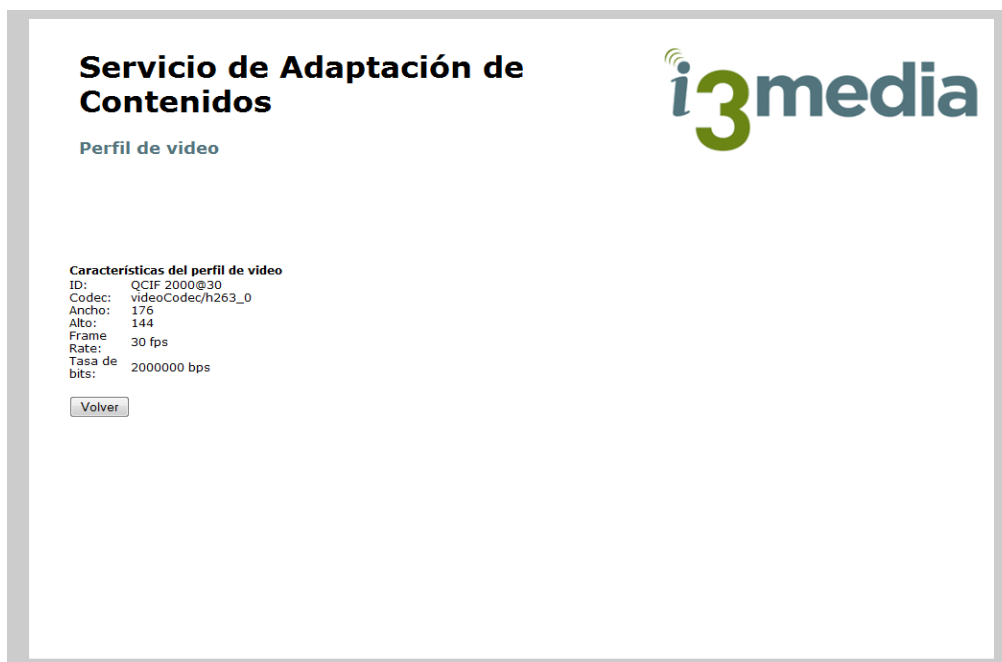 Servicio de Adaptación de
Contenidos
i3media
Perfil de video
Características del perfil de video
ID: QCIF 2000@30
Codec: videoCodec/h263_0
Ancho: 176
Alto: 144
Frame
Rate: 30 fps
Tasa de
bits: 2000000 bps
Volver